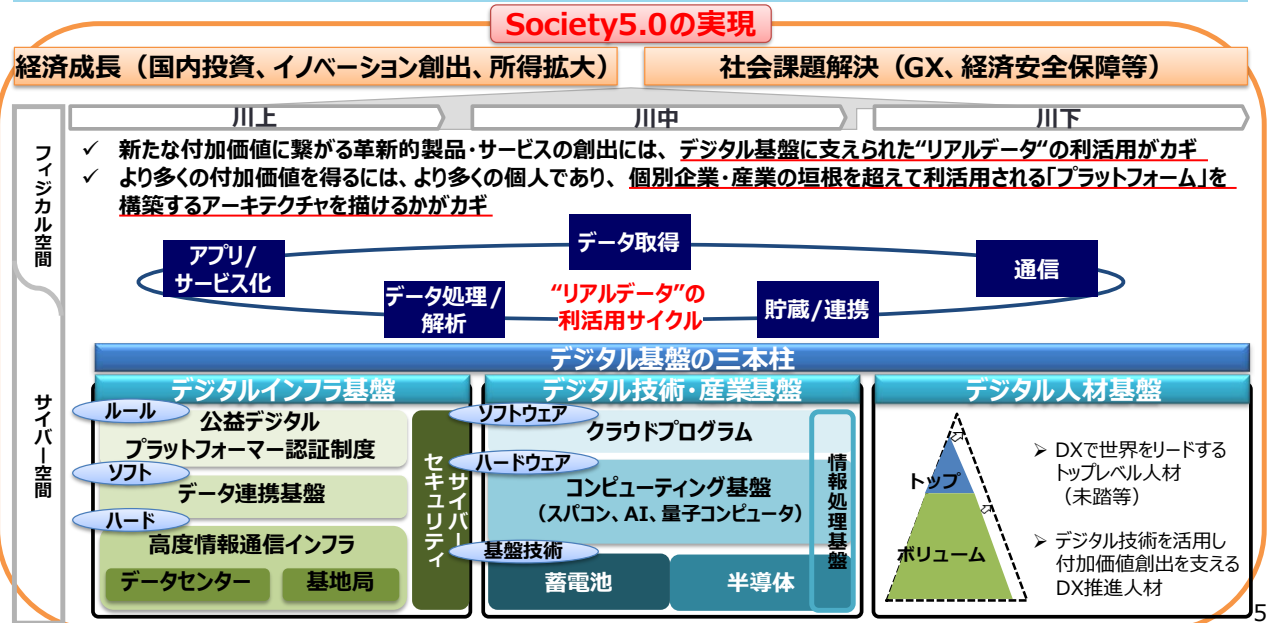 Society5.0の実現
経済成長（国内投資、イノベーション創出、所得拡大）
社会課題解決（GX、経済安全保障等）
川上
川中
川下
フィジカル空間
✓ 新たな付加価値に繋がる革新的製品・サービスの創出には、デジタル基盤に支えられた“リアルデータ“の利活用がカギ
✓ より多くの付加価値を得るには、より多くの個人であり、個別企業・産業の垣根を超えて利活用される「プラットフォーム」を
構築するアーキテクチャを描けるかがカギ
データ取得
アプリ/
サービス化
通信
データ処理/
解析
“リアルデータ”の
利活用サイクル
貯蔵/連携
サイバー空間
デジタル基盤の三本柱
デジタルインフラ基盤
ルール
公益デジタル
プラットフォーマー認証制度
ソフト
データ連携基盤
ハード
高度情報通信インフラ
データセンター
基地局
サイバー
セキュリティ
デジタル技術・産業基盤
ソフトウェア
クラウドプログラム
ハードウェア
コンピューティング基盤
（スパコン、AI、量子コンピュータ）
基盤技術
蓄電池
半導体
情報処理基盤
デジタル人材基盤
トップ
ボリューム
➢ DXで世界をリードする
トップレベル人材
（未踏等）
➢ デジタル技術を活用し
付加価値創出を支える
DX推進人材
5